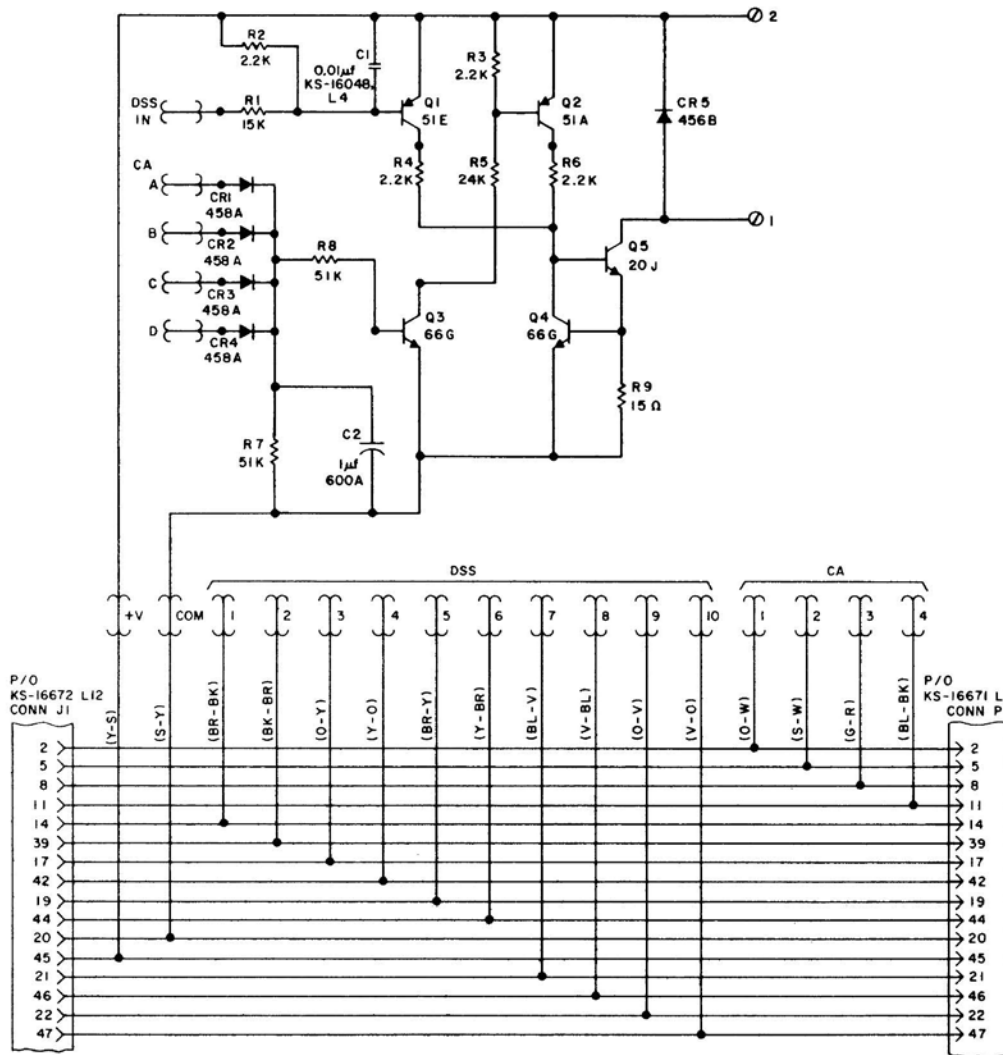 2
R2
2.2K
C1
0.01µf
KS-16048,
L4
R3
2.2K
DSS
IN
R1
15K
Q1
51E
Q2
51A
CR5
456B
CA
A
CR1
458A
R4
2.2K
R5
24K
R6
2.2K
B
CR2
458A
R8
51K
1
Q5
20J
C
CR3
458A
D
CR4
458A
Q3
66G
Q4
66G
R9
15Ω
R7
51K
C2
1µf
600A
DSS
CA
+V COM 1 2 3 4 5 6 7 8 9 10 1 2 3 4
P/O
KS-16672 L12
CONN J1
(Y-S)
(S-Y)
(BR-BK)
(BK-BR)
(O-Y)
(Y-O)
(BR-Y)
(Y-BR)
(BL-V)
(V-BL)
(O-V)
(V-O)
(O-W)
(S-W)
(G-R)
(BL-BK)
P/O
KS-16671 L
CONN P
2 2
5 5
8 8
11 11
14 14
39 39
17 17
42 42
19 19
44 44
20 20
45 45
21 21
46 46
22 22
47 47